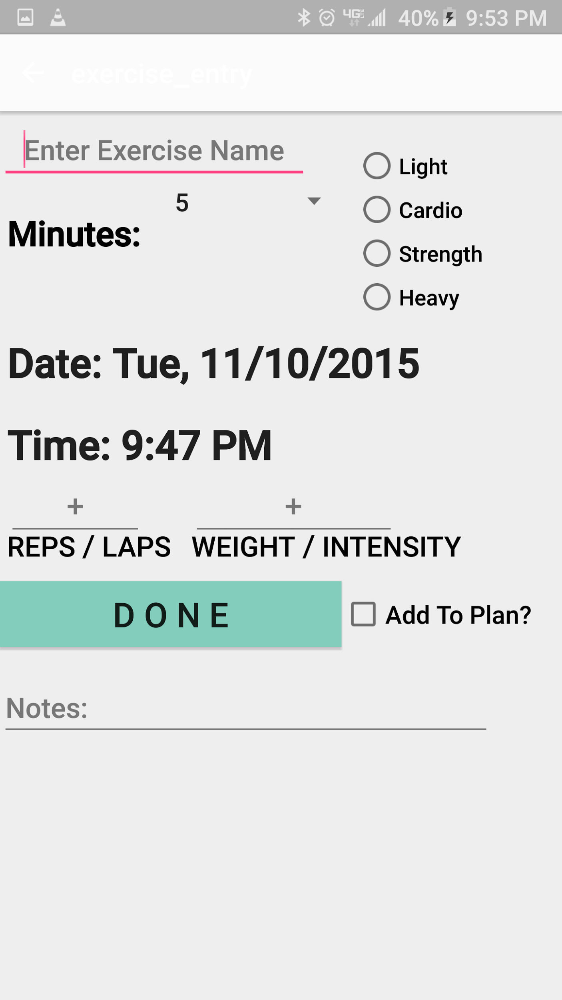 4G LTE 40% 9:53 PM
exercise_entry
Enter Exercise Name
Light
5
Cardio
Minutes:
Strength
Heavy
Date: Tue, 11/10/2015
Time: 9:47 PM
+ +
REPS / LAPS WEIGHT / INTENSITY
D O N E Add To Plan?
Notes: